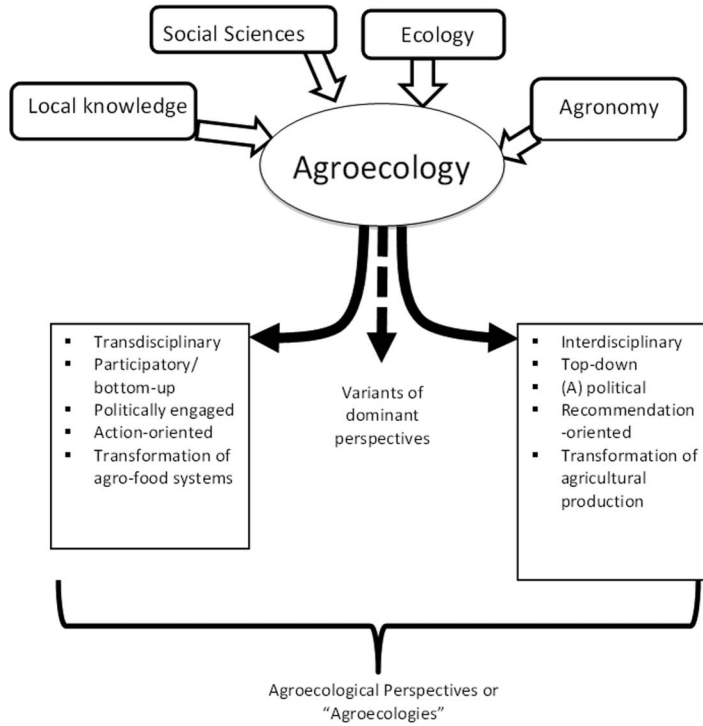 Social Sciences
Ecology
Local knowledge
Agronomy
Agroecology
▪ Transdisciplinary
▪ Participatory/
bottom-up
▪ Politically engaged
▪ Action-oriented
▪ Transformation of
agro-food systems
Variants of
dominant
perspectives
▪ Interdisciplinary
▪ Top-down
▪ (A) political
▪ Recommendation
-oriented
▪ Transformation of
agricultural
production
Agroecological Perspectives or
“Agroecologies”